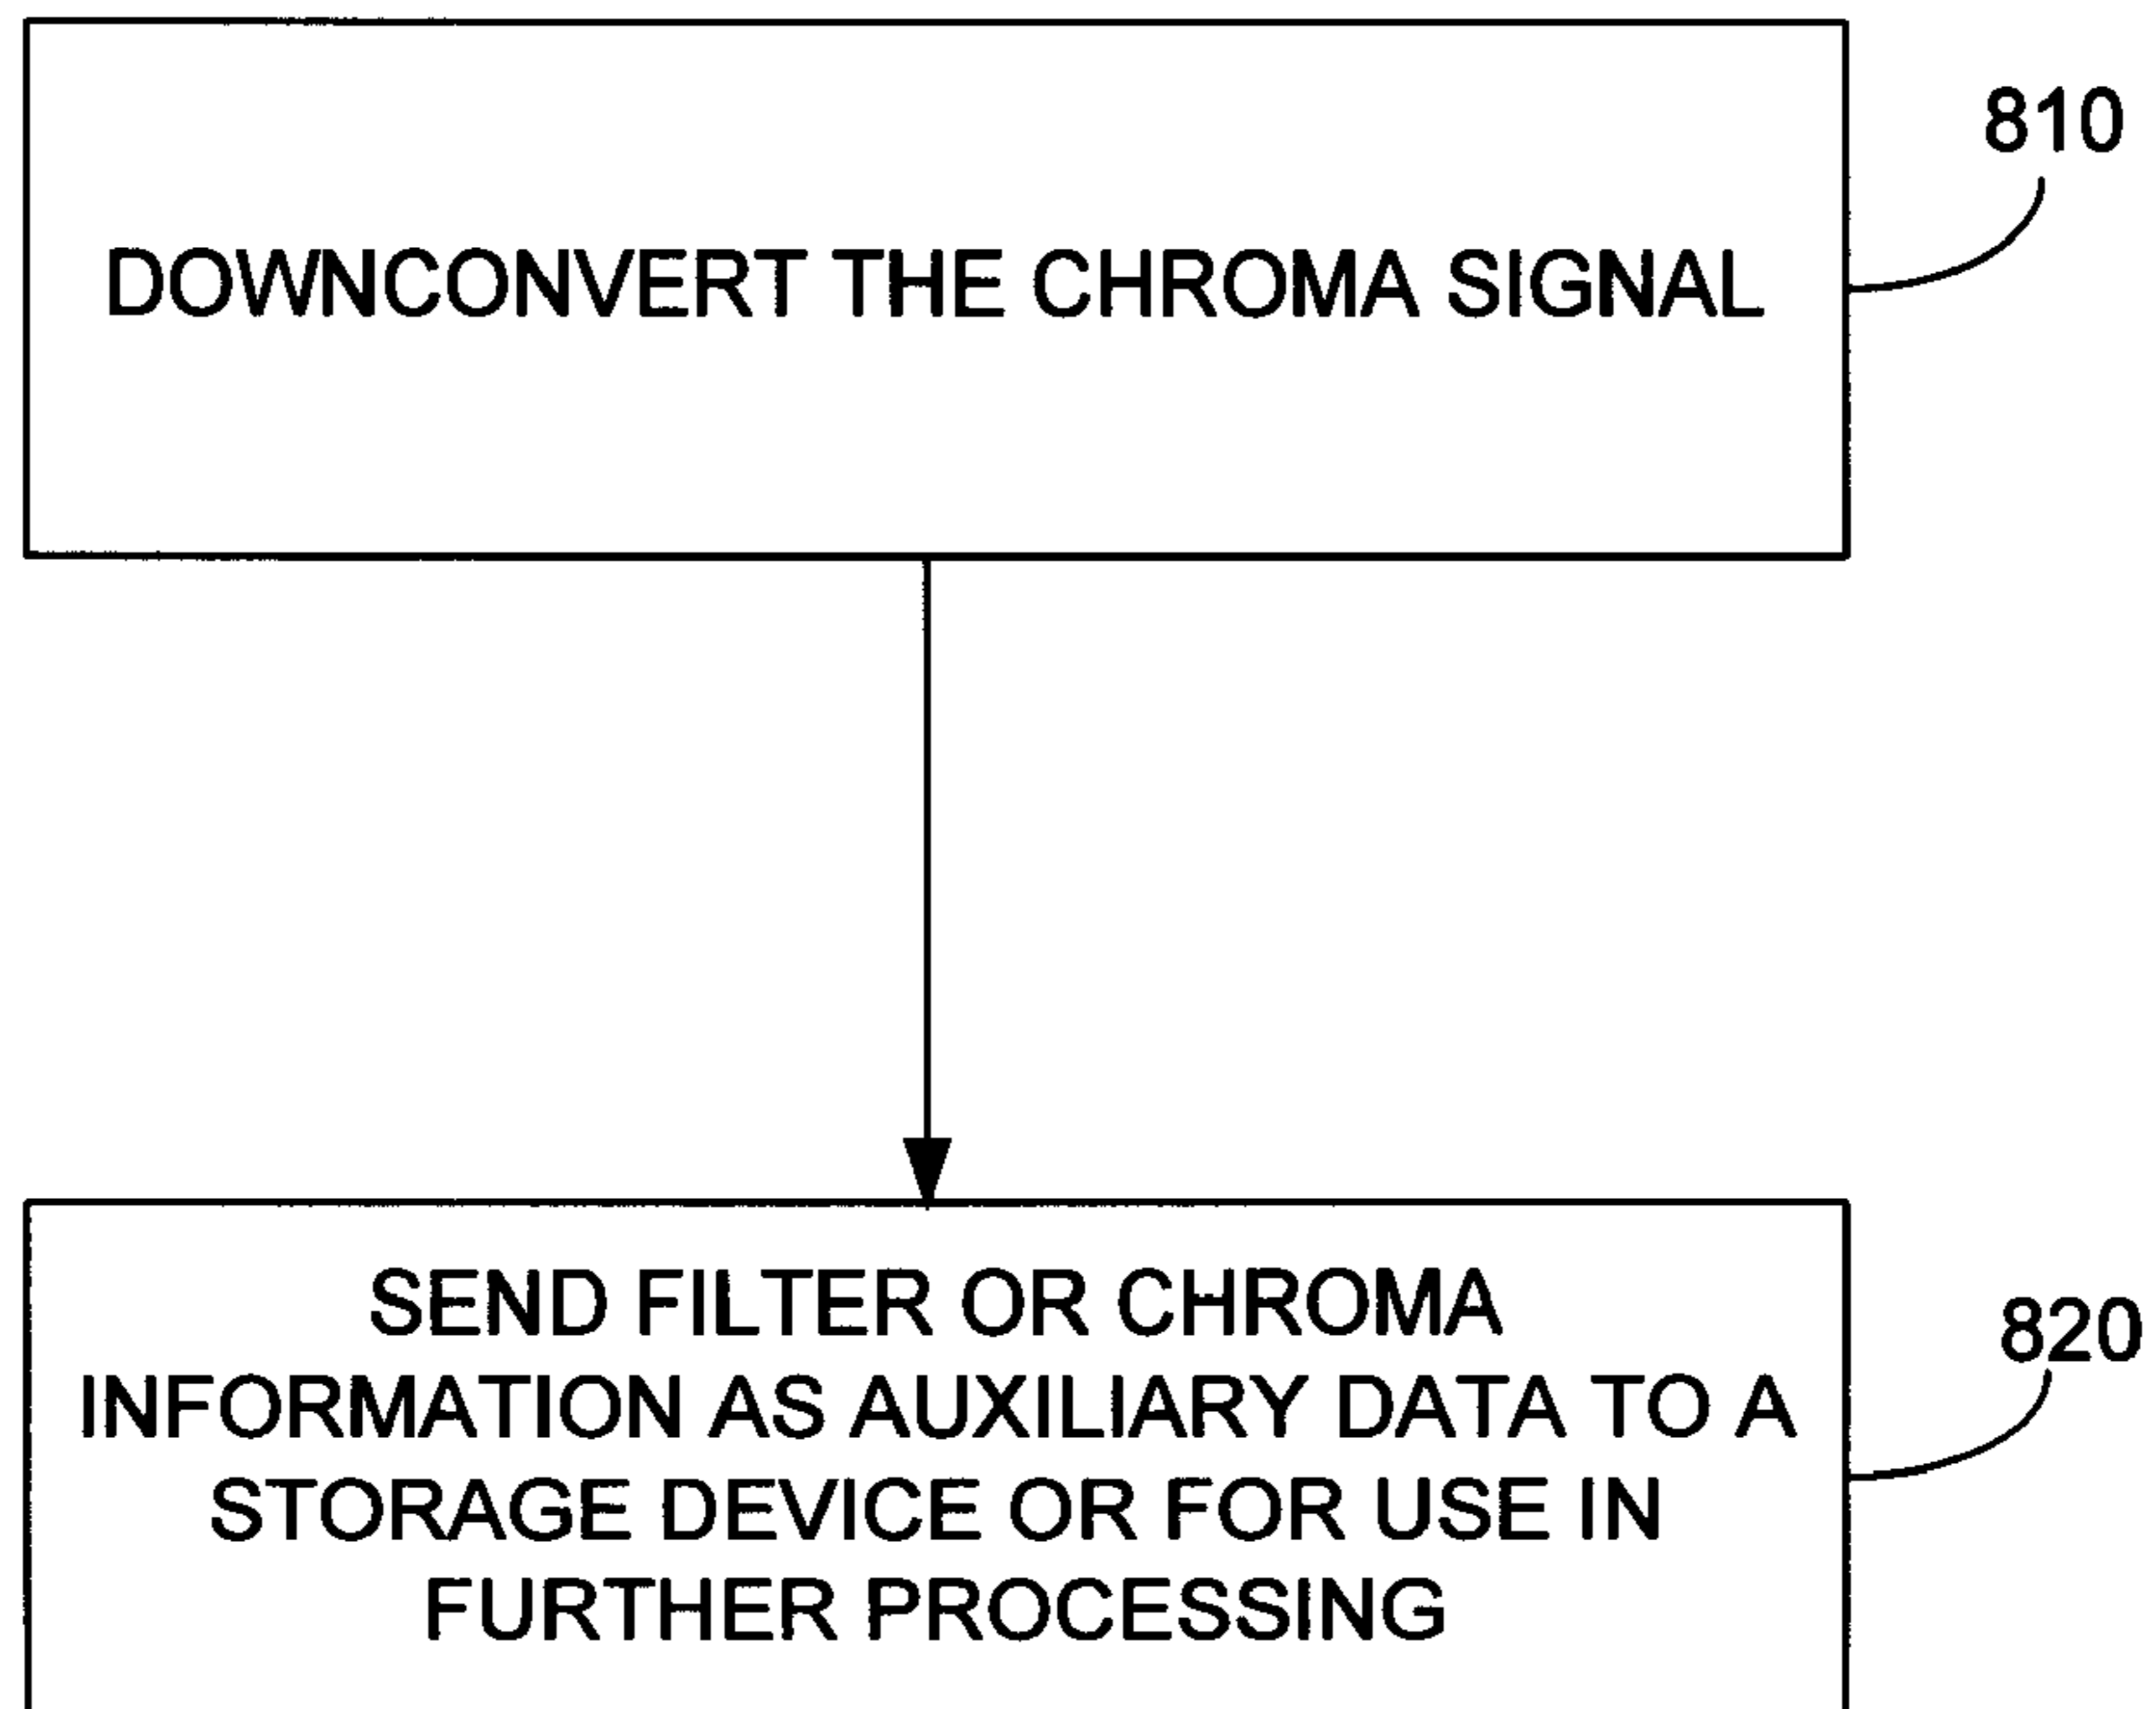 810
DOWNCONVERT THE CHROMA SIGNAL
SEND FILTER OR CHROMA
820
INFORMATION AS AUXILIARY DATA TO A
STORAGE DEVICE OR FOR USE IN
FURTHER PROCESSING